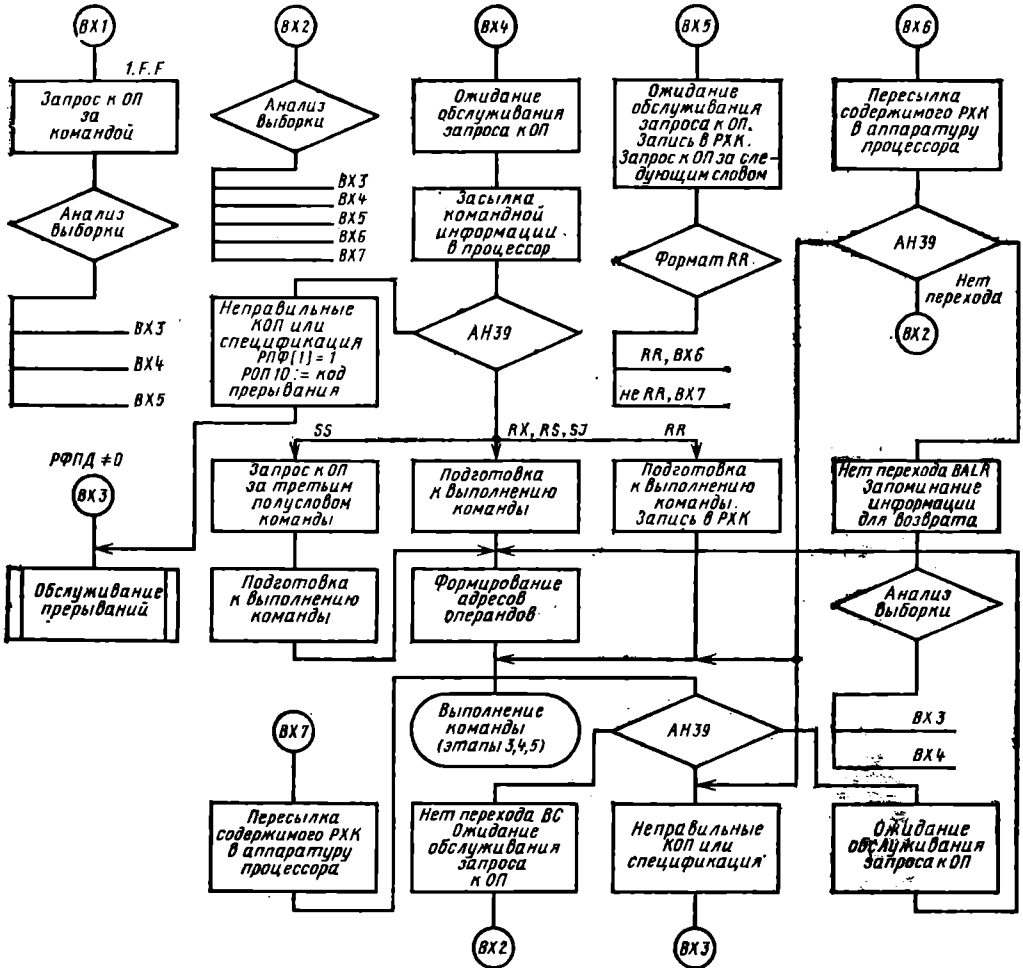 ВХ1
ВХ2
ВХ4
ВХ5
ВХ6
1.F.F
Запрос к ОП
за
командой
Анализ
выборки
ВХ3
ВХ4
ВХ5
Анализ
выборки
ВХ3
ВХ4
ВХ5
ВХ6
ВХ7
Неправильные
КОП или
спецификация
РПФ(1)=1
РОП10:= код
прерывания
Ожидание
обслуживания
запроса к ОП
Засылка
командной
информации
в процессор
АН39
Ожидание
обслуживания
запроса к ОП.
Запись в РХК.
Запрос к ОП за сле-
дующим словом
Формат RR
RR, ВХ6
не RR, ВХ7
Пересылка
содержимого РХК
в аппаратуру
процессора
АН39
Нет
перехода
ВХ2
SS
RX, RS, SJ
RR
РФПД ≠0
ВХ3
Обслуживание
прерываний
Запрос к ОП
за третьим
полусловом
команды
Подготовка
к выполнению
команды
Подготовка
к выполнению
команды
Формирование
адресов
операндов
Подготовка
к выполнению
команды.
Запись в РХК
Нет перехода BALR
Запоминание
информации
для возврата
Анализ
выборки
ВХ3
ВХ4
Выполнение
команды
(этапы 3,4,5)
АН39
ВХ7
Пересылка
содержимого РХК
в аппаратуру
процессора
Нет перехода ВС
Ожидание
обслуживания
запроса
к ОП
Неправильные
КОП или
спецификация
Ожидание
обслуживания
запроса к ОП
ВХ2
ВХ3